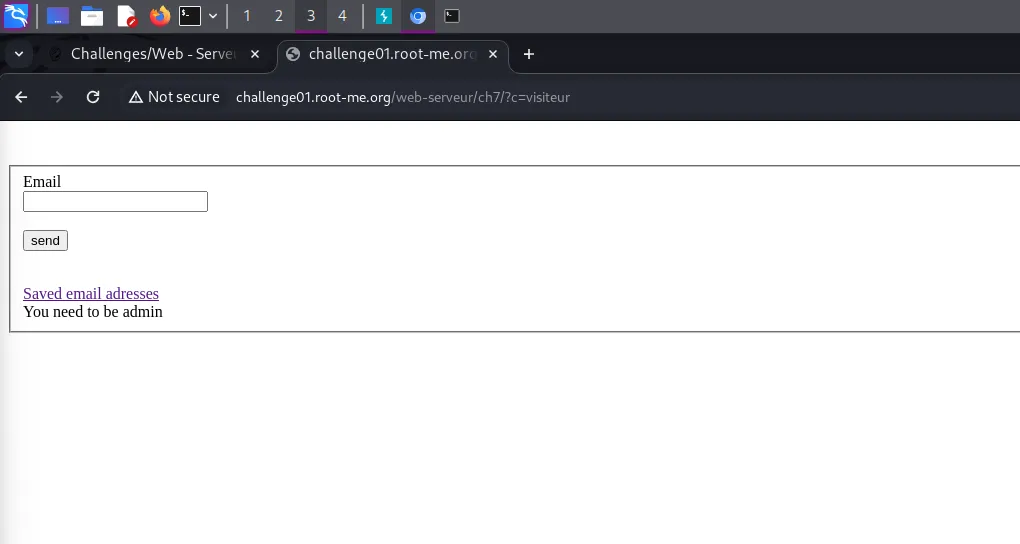 1 2 3 4
Challenges/Web - Serveu
challenge01.root-me.org
Not secure challenge01.root-me.org/web-serveur/ch7/?c=visiteur
Email
send
Saved email adresses
You need to be admin